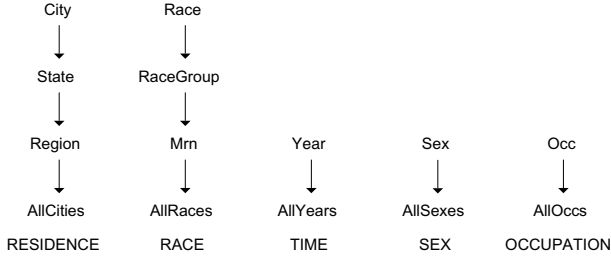 City Race
State RaceGroup
Region Mrn Year Sex Occ
AllCities AllRaces AllYears AllSexes AllOccs
RESIDENCE RACE TIME SEX OCCUPATION